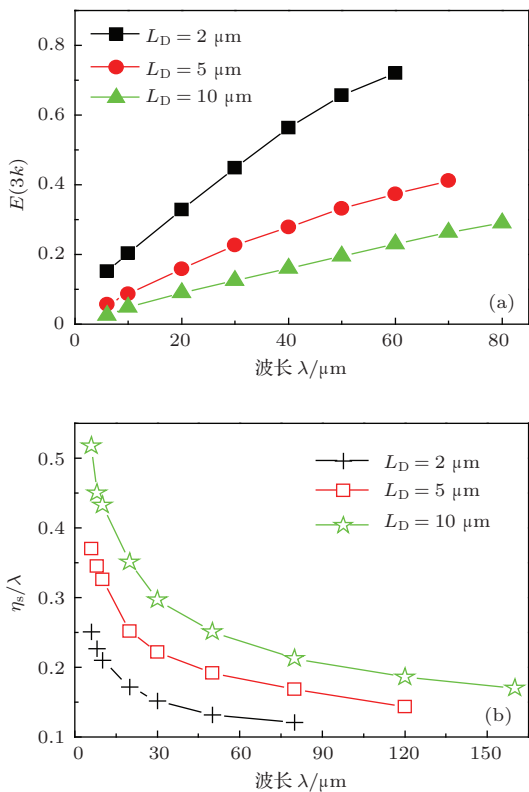 0.8
L_D = 2 μm
L_D = 5 μm
L_D = 10 μm
0.6
E(3k)
0.4
0.2
0
(a)
0 20 40 60 80
波长 λ/μm
0.5
L_D = 2 μm
L_D = 5 μm
L_D = 10 μm
0.4
η_s/λ
0.3
0.2
0.1
(b)
0 30 60 90 120 150
波长 λ/μm